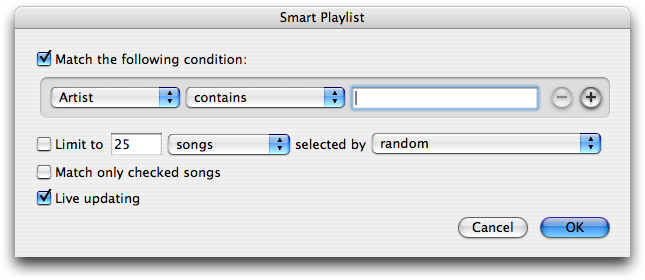 Smart Playlist
Match the following condition:
Artist contains
Limit to 25 songs selected by random
Match only checked songs
Live updating
Cancel OK